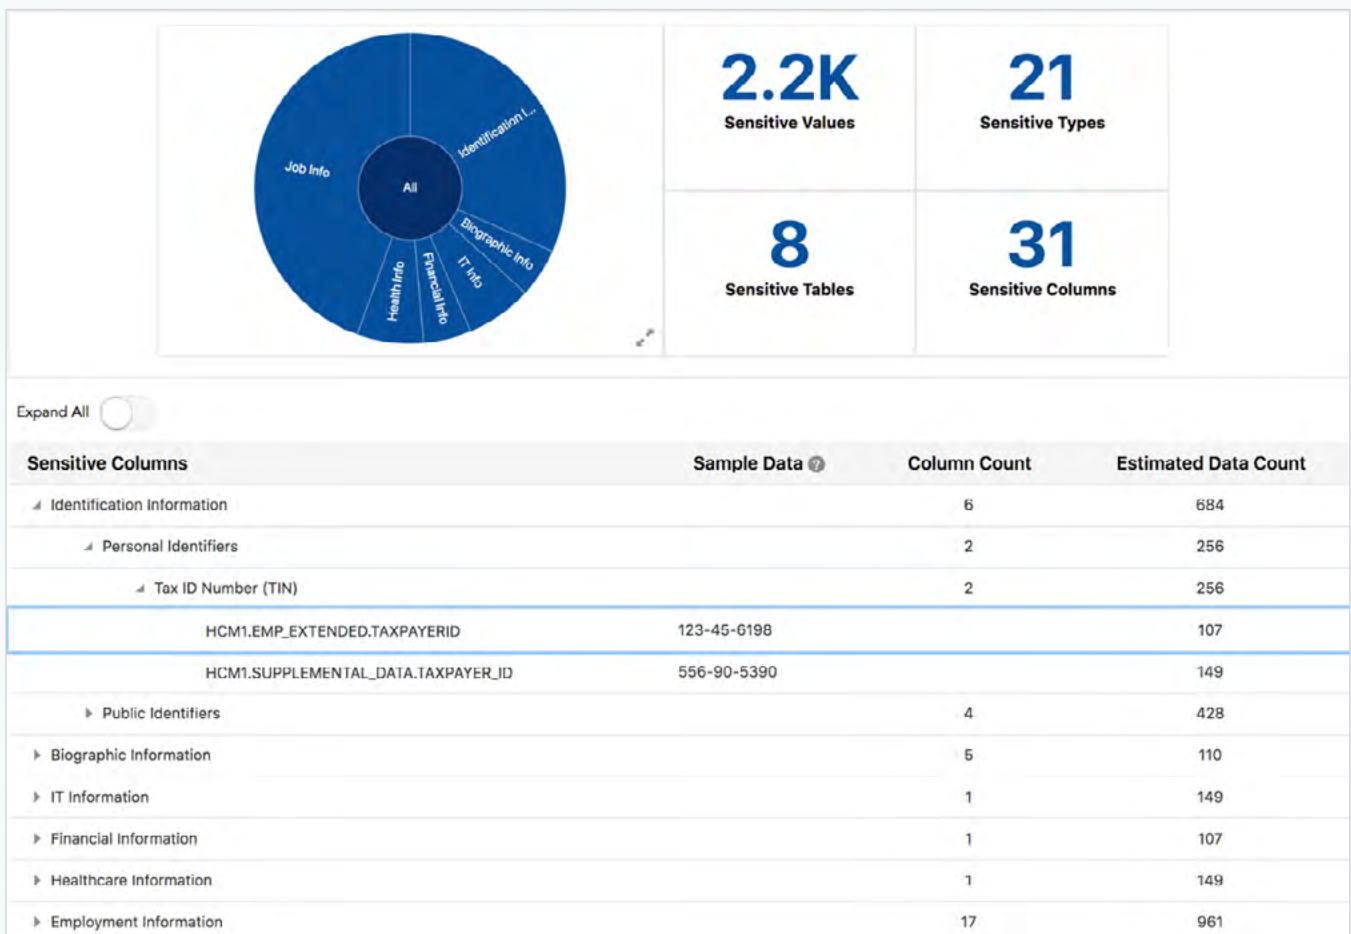 2.2K
Sensitive Values
21
Sensitive Types
8
Sensitive Tables
31
Sensitive Columns
Job Info
All
Identification I...
Biographic Info
IT Info
Financial Info
Health Info
Expand All
Sensitive Columns Sample Data Column Count Estimated Data Count
Identification Information 6 684
Personal Identifiers 2 256
Tax ID Number (TIN) 2 256
HCM1.EMP_EXTENDED.TAXPAYERID 123-45-6198 107
HCM1.SUPPLEMENTAL_DATA.TAXPAYER_ID 556-90-5390 149
Public Identifiers 4 428
Biographic Information 5 110
IT Information 1 149
Financial Information 1 107
Healthcare Information 1 149
Employment Information 17 961